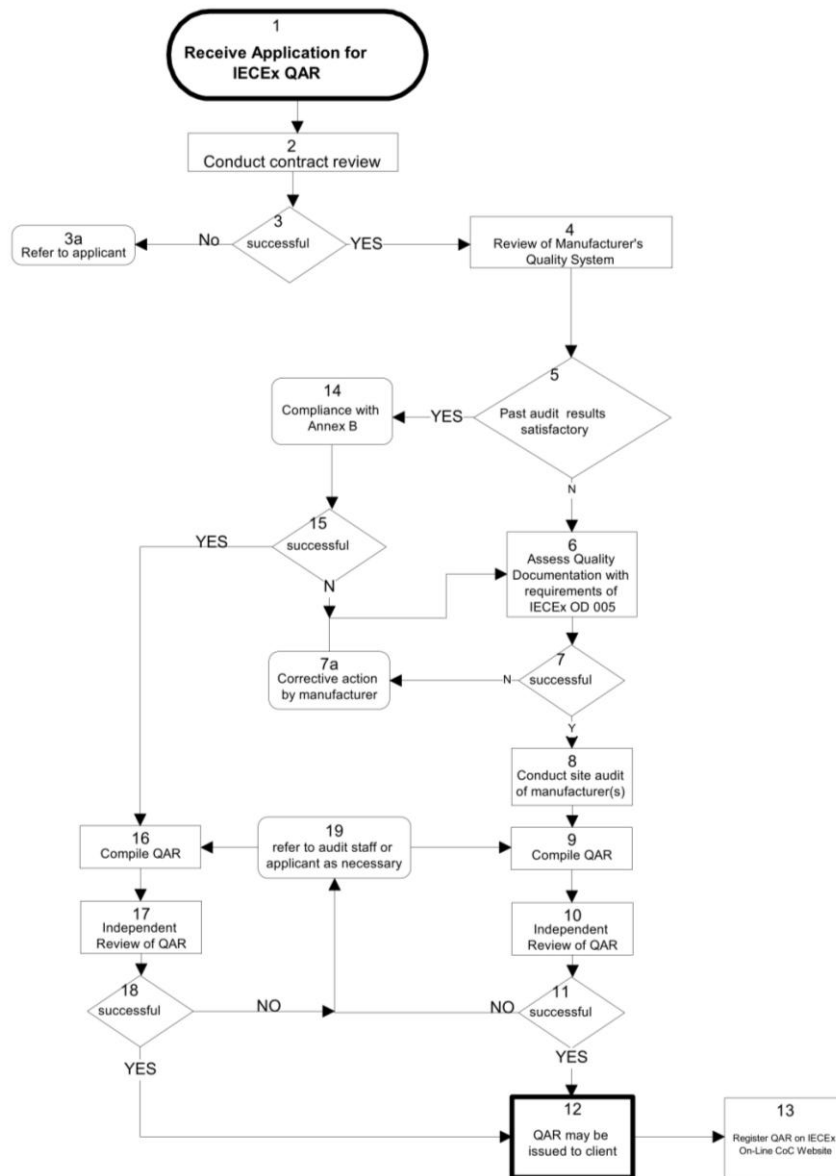 1
Receive Application for
IECEx QAR
2
Conduct contract review
3
successful
No
YES
3a
Refer to applicant
4
Review of Manufacturer's
Quality System
5
Past audit results
satisfactory
YES
N
14
Compliance with
Annex B
15
successful
YES
N
6
Assess Quality
Documentation with
requirements of
IECEx OD 005
7
successful
N
Y
7a
Corrective action
by manufacturer
8
Conduct site audit
of manufacturer(s)
16
Compile QAR
19
refer to audit staff or
applicant as necessary
9
Compile QAR
17
Independent
Review of QAR
10
Independent
Review of QAR
18
successful
NO
YES
11
successful
NO
YES
12
QAR may be
issued to client
13
Register QAR on IECEx
On-Line CoC Website